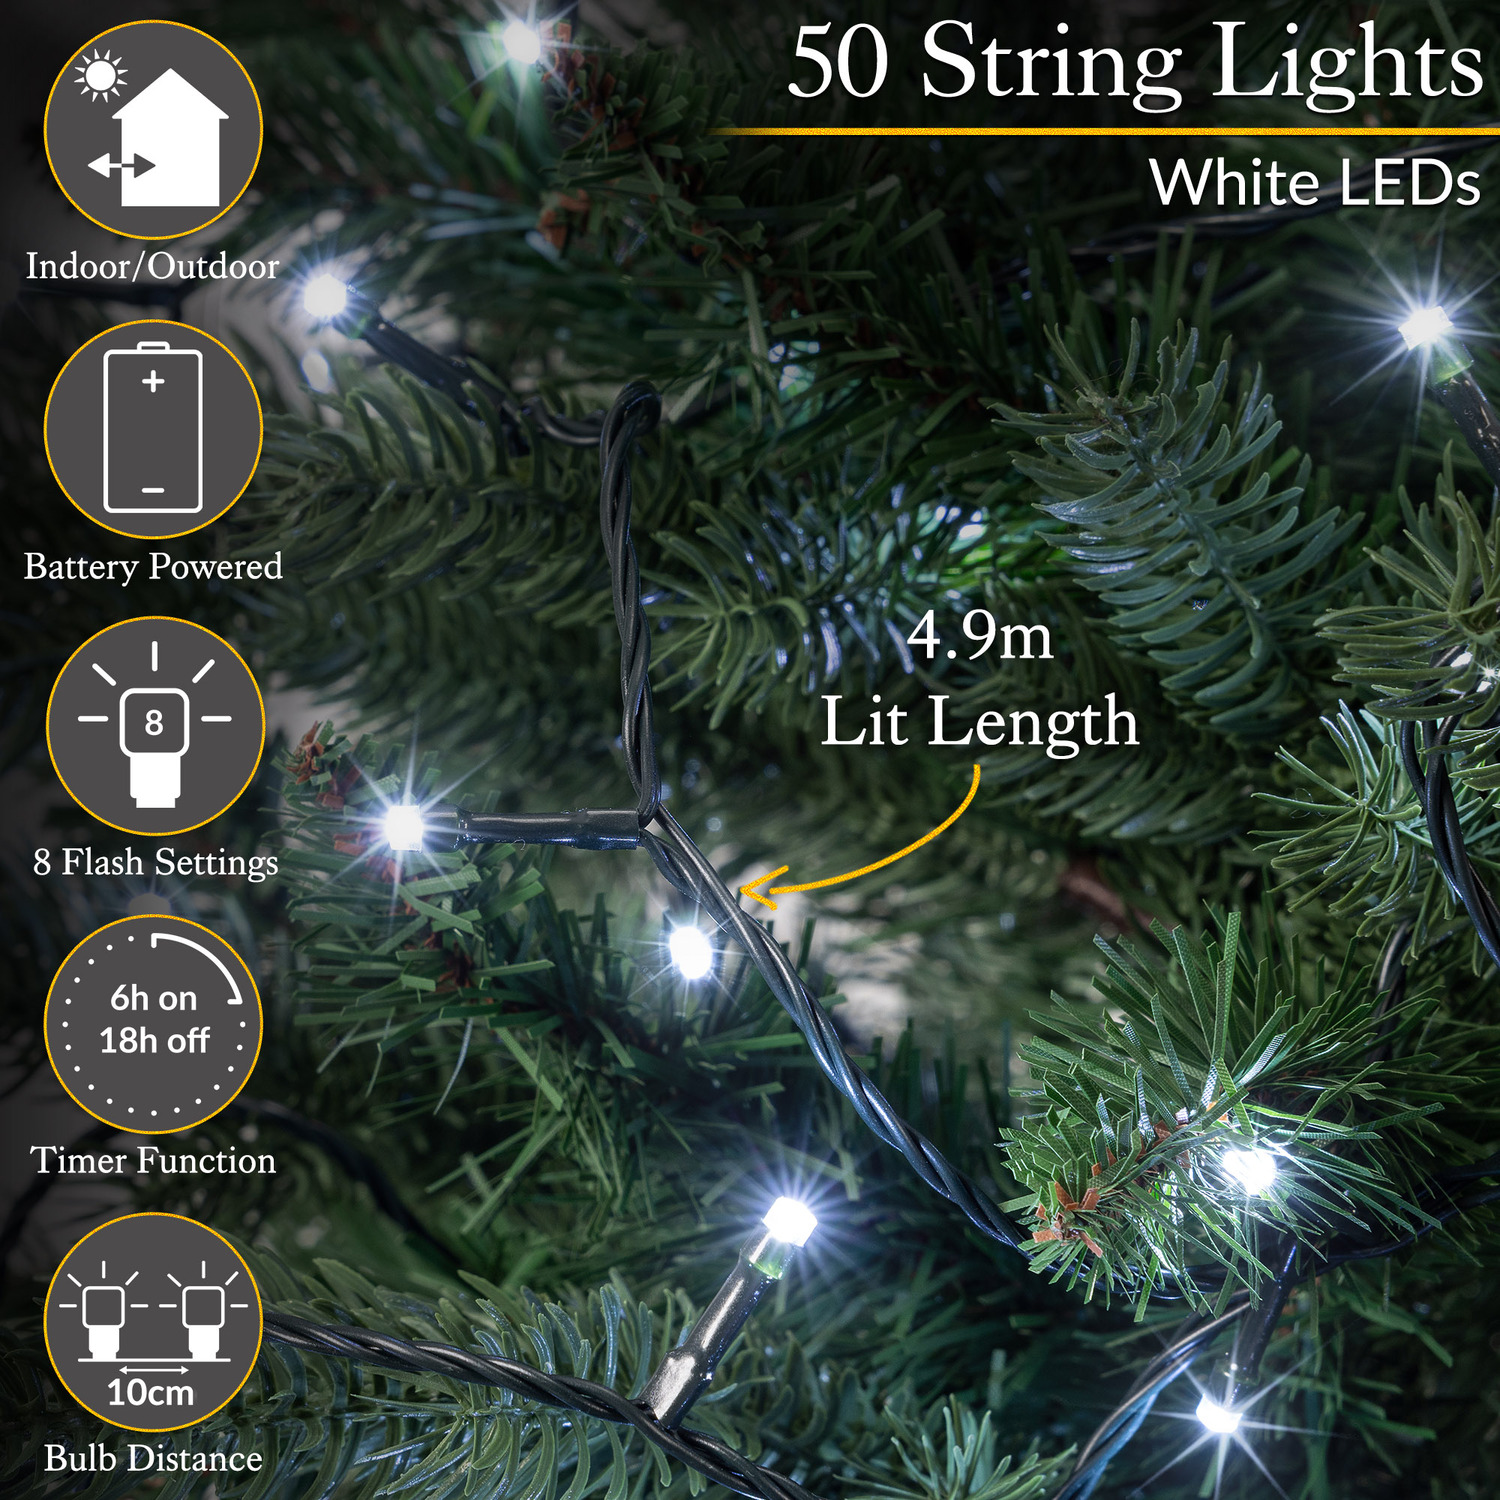 50 String Lights
White LEDs
Indoor/Outdoor
+
-
Battery Powered
8
8 Flash Settings
6h on
18h off
Timer Function
10cm
Bulb Distance
4.9m
Lit Length